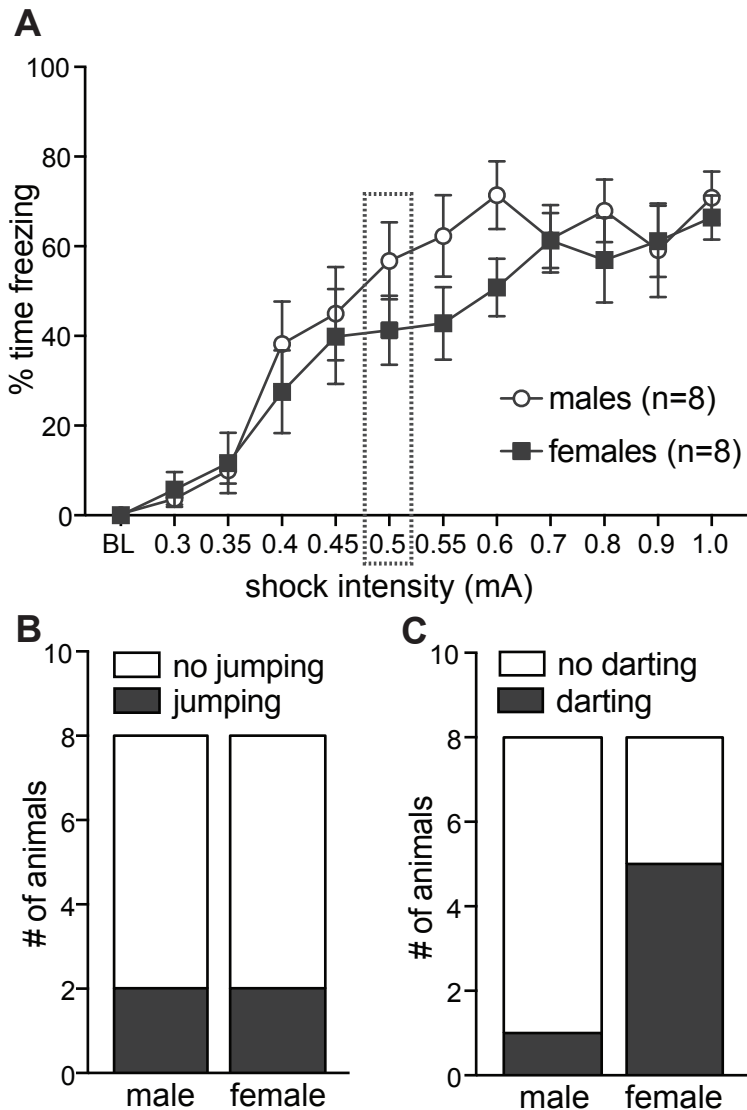 A
100
80
60
40
20
0
% time freezing
males (n=8)
females (n=8)
BL 0.3 0.35 0.4 0.45 0.5 0.55 0.6 0.7 0.8 0.9 1.0
shock intensity (mA)
B
10
8
6
4
2
0
# of animals
no jumping
jumping
male female
C
10
8
6
4
2
0
# of animals
no darting
darting
male female